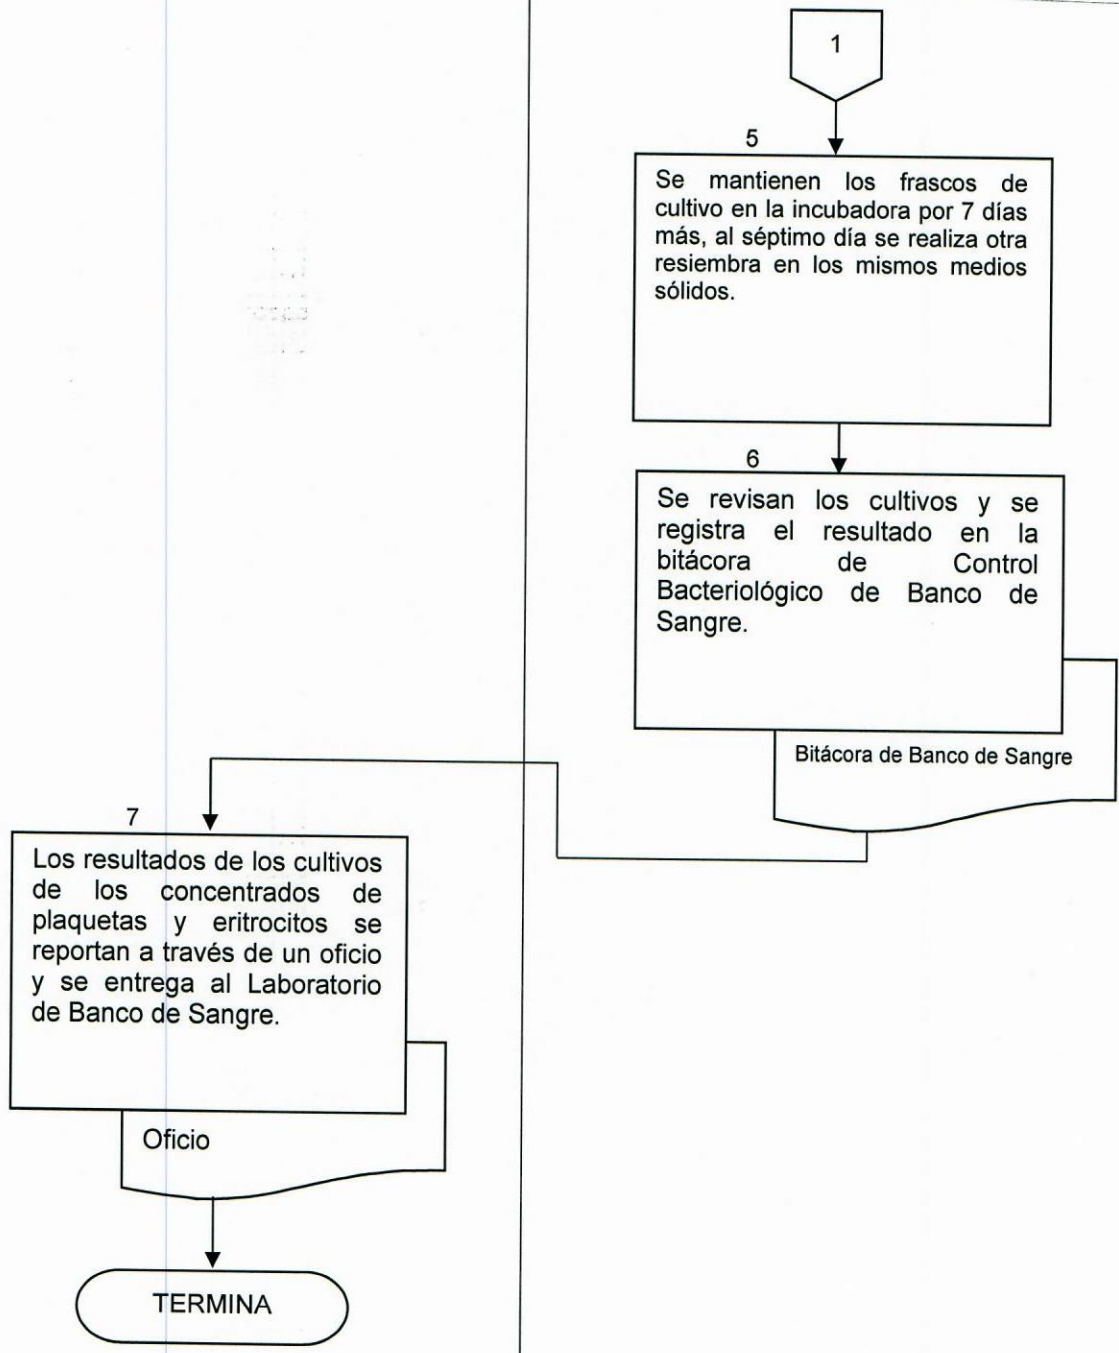 1
5
Se mantienen los frascos de
cultivo en la incubadora por 7 días
más, al séptimo día se realiza otra
resiembra en los mismos medios
sólidos.
6
Se revisan los cultivos y se
registra el resultado en la
bitácora de Control
Bacteriológico de Banco de
Sangre.
Bitácora de Banco de Sangre
7
Los resultados de los cultivos
de los concentrados de
plaquetas y eritrocitos se
reportan a través de un oficio
y se entrega al Laboratorio
de Banco de Sangre.
Oficio
TERMINA